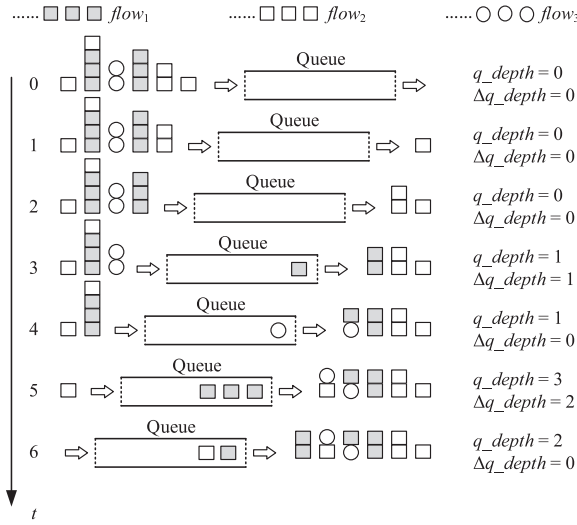 ...... flow₁ ...... flow₂ ...... flow₃
Queue
0
q_depth = 0
Δq_depth = 0
Queue
1
q_depth = 0
Δq_depth = 0
Queue
2
q_depth = 0
Δq_depth = 0
Queue
3
q_depth = 1
Δq_depth = 1
Queue
4
q_depth = 1
Δq_depth = 0
Queue
5
q_depth = 3
Δq_depth = 2
Queue
6
q_depth = 2
Δq_depth = 0
t